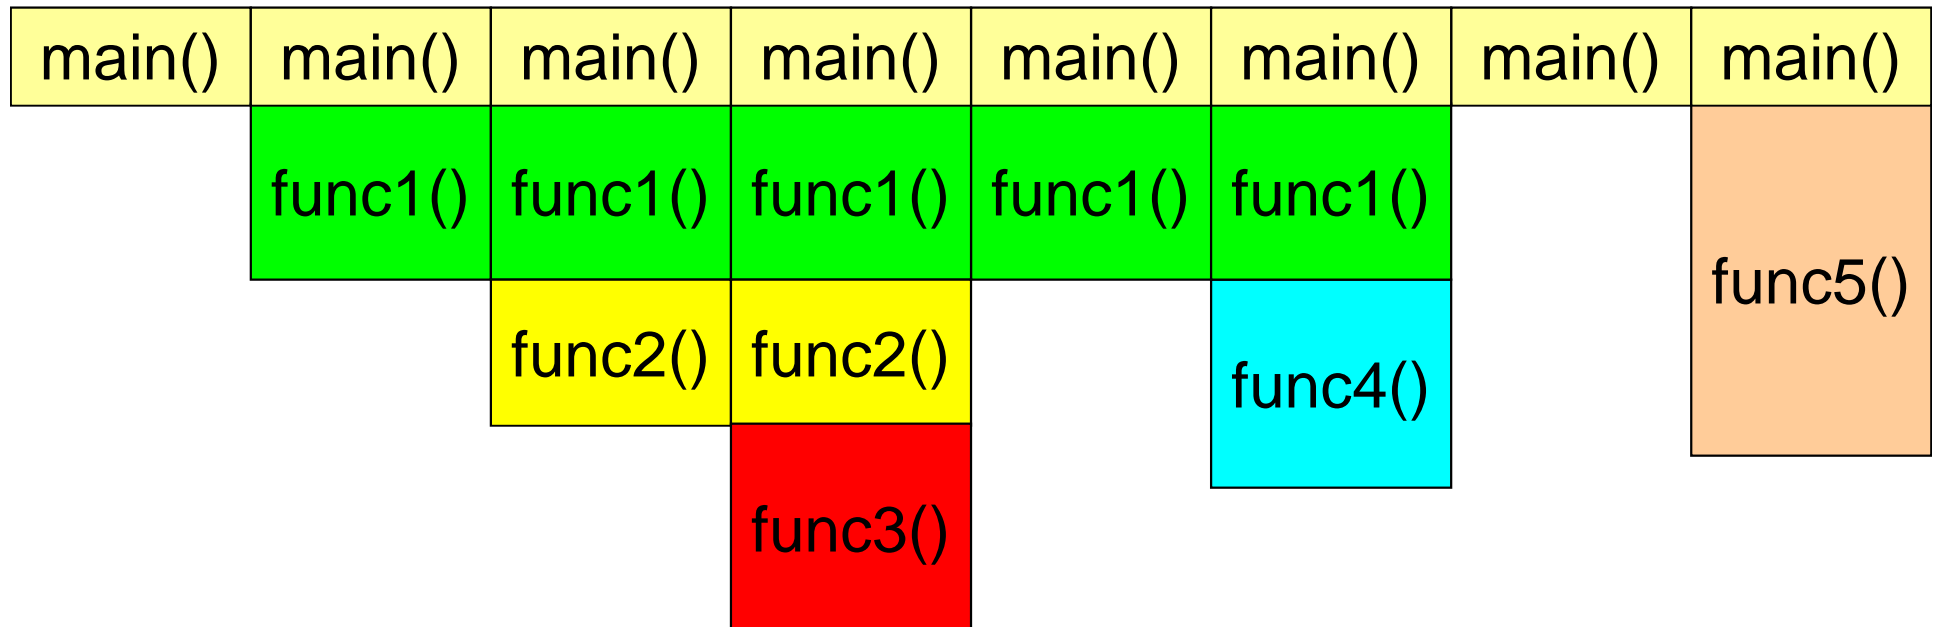 main() main() main() main() main() main() main() main()
func1() func1() func1() func1() func1()
func5()
func2() func2()
func4()
func3()